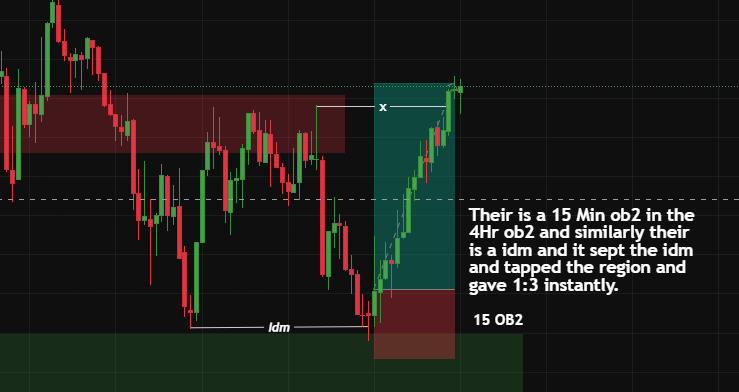 x
Their is a 15 Min ob2 in the
4Hr ob2 and similarly their
is a idm and it sept the idm
and tapped the region and
gave 1:3 instantly.
15 OB2
Idm